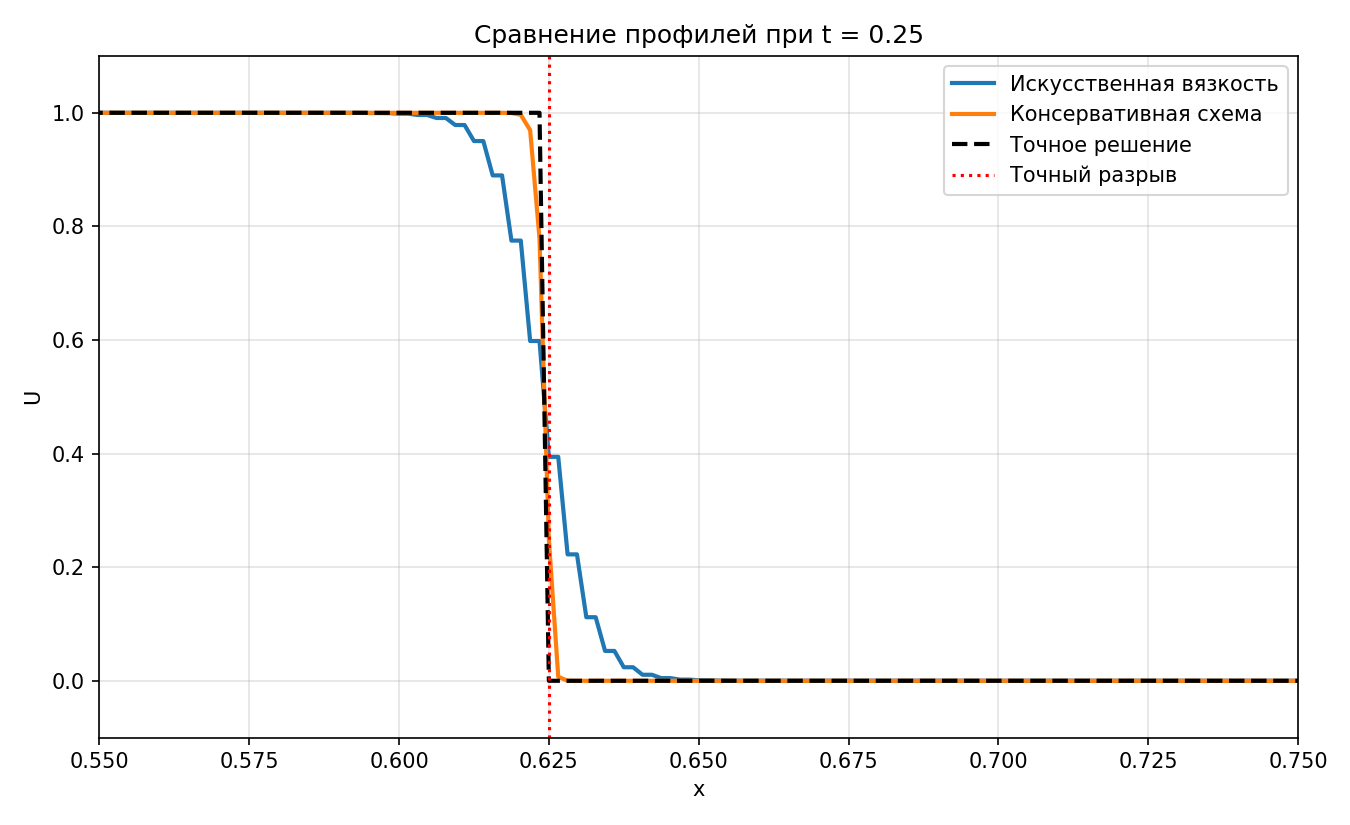 Сравнение профилей при t = 0.25
Искусственная вязкость
Консервативная схема
Точное решение
Точный разрыв
1.0
0.8
0.6
0.4
0.2
0.0
U
0.550 0.575 0.600 0.625 0.650 0.675 0.700 0.725 0.750
x